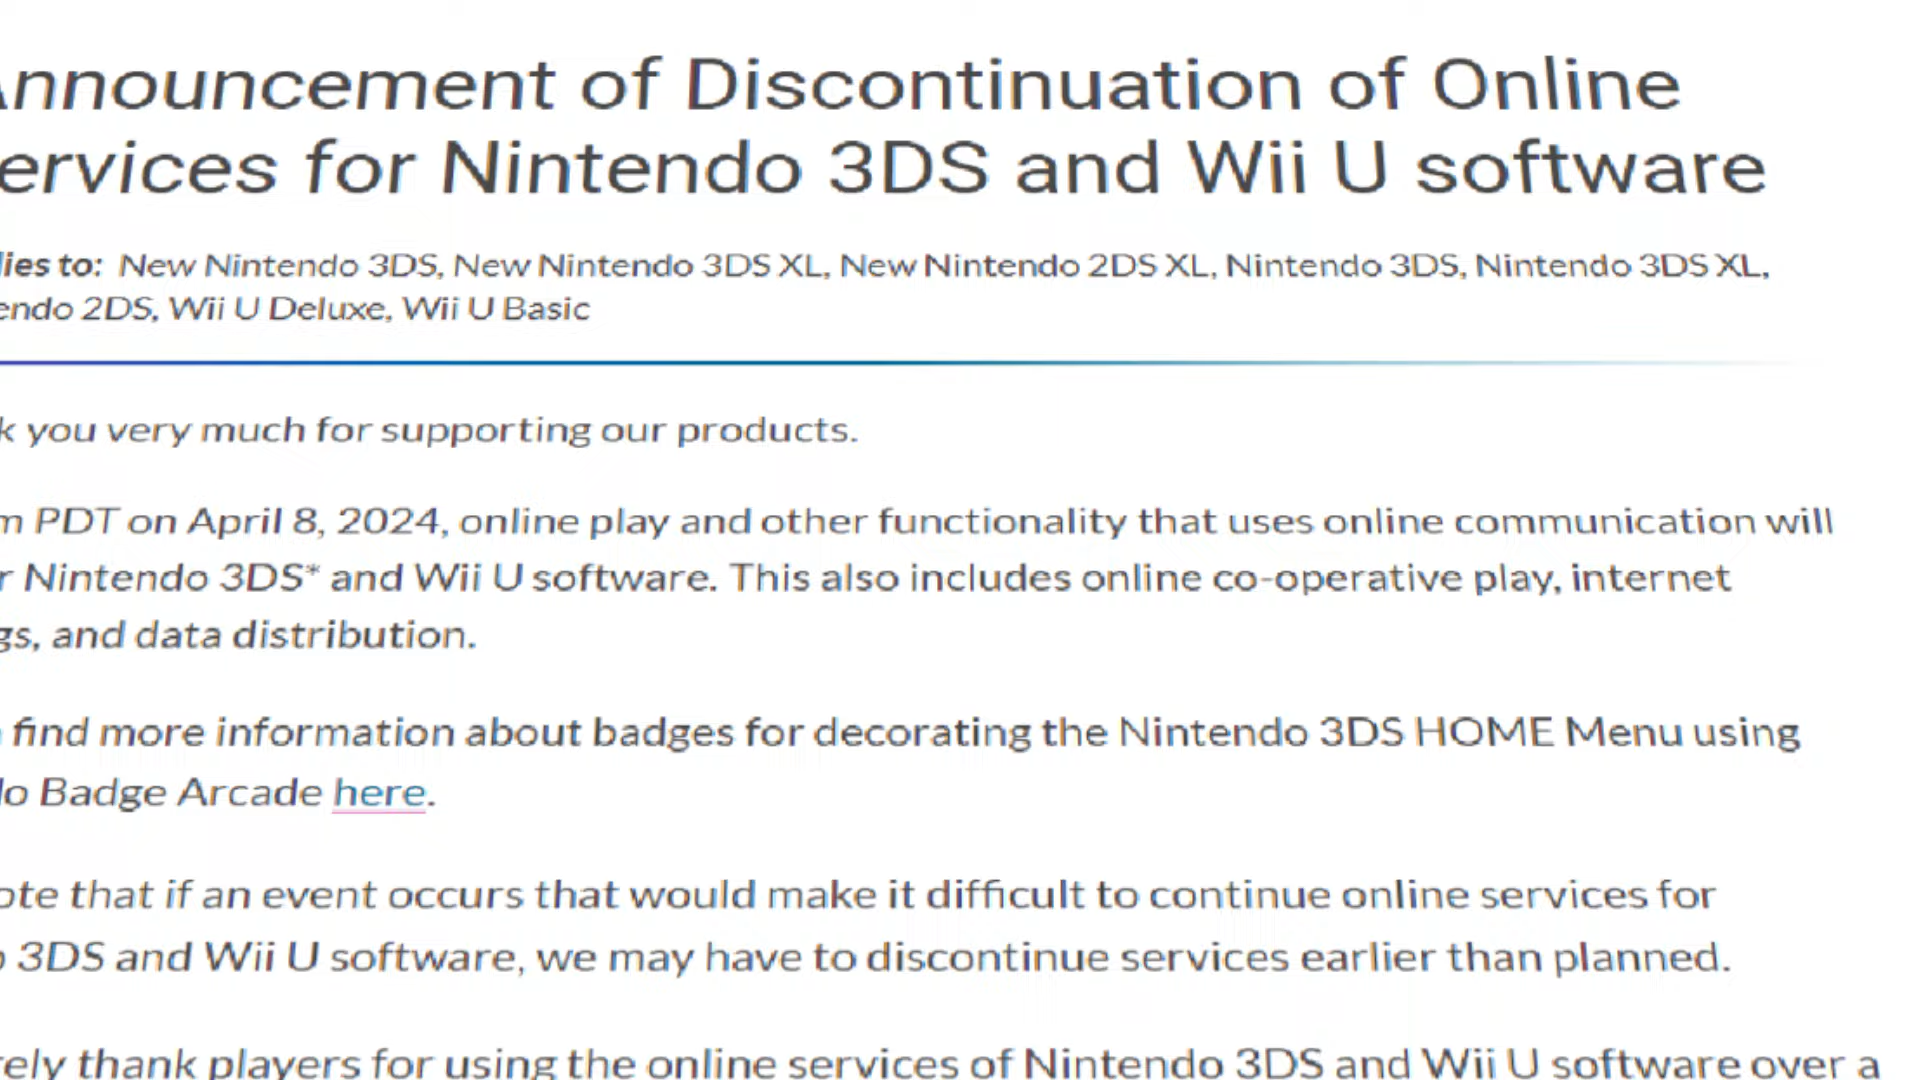 Announcement of Discontinuation of Online
ervices for Nintendo 3DS and Wii U software
lies to: New Nintendo 3DS, New Nintendo 3DS XL, New Nintendo 2DS XL, Nintendo 3DS, Nintendo 3DS XL,
endo 2DS, Wii U Deluxe, Wii U Basic
k you very much for supporting our products.
m PDT on April 8, 2024, online play and other functionality that uses online communication will
r Nintendo 3DS* and Wii U software. This also includes online co-operative play, internet
gs, and data distribution.
find more information about badges for decorating the Nintendo 3DS HOME Menu using
lo Badge Arcade here.
ote that if an event occurs that would make it difficult to continue online services for
o 3DS and Wii U software, we may have to discontinue services earlier than planned.
rely thank players for using the online services of Nintendo 3DS and Wii U software over a